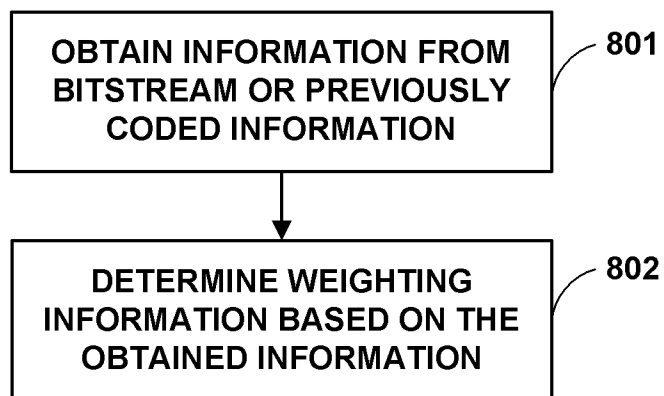 OBTAIN INFORMATION FROM
BITSTREAM OR PREVIOUSLY
CODED INFORMATION
801
DETERMINE WEIGHTING
INFORMATION BASED ON THE
OBTAINED INFORMATION
802